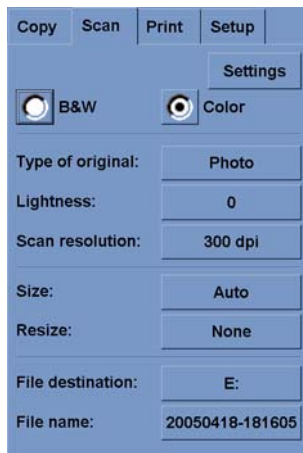 Copy Scan Print Setup
Settings
B&W Color
Type of original: Photo
Lightness: 0
Scan resolution: 300 dpi
Size: Auto
Resize: None
File destination: E:
File name: 20050418-181605